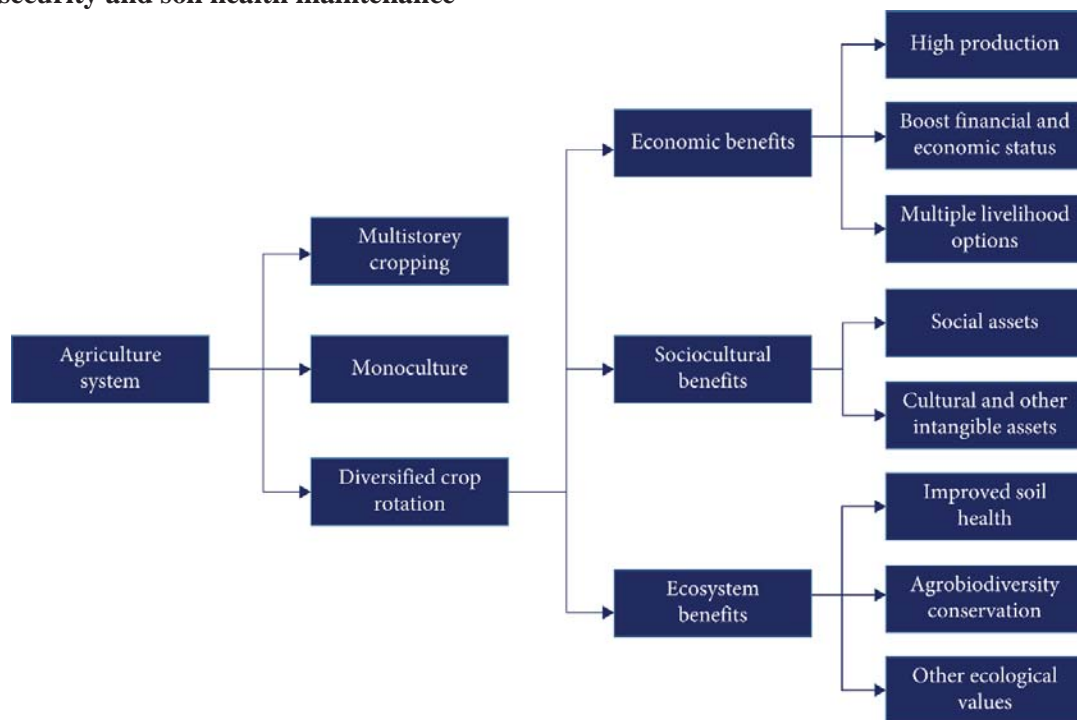 security and soil health maintenance
Agriculture
system
Multistorey
cropping
Monoculture
Diversified crop
rotation
Economic benefits
Sociocultural
benefits
Ecosystem
benefits
High production
Boost financial and
economic status
Multiple livelihood
options
Social assets
Cultural and other
intangible assets
Improved soil
health
Agrobiodiversity
conservation
Other ecological
values